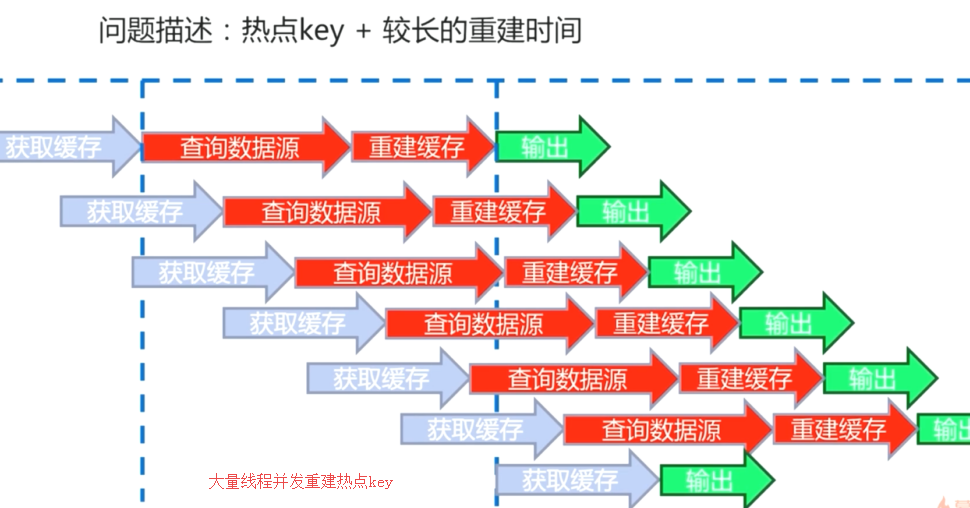 问题描述：热点key + 较长的重建时间
获取缓存 查询数据源 重建缓存 输出
获取缓存 查询数据源 重建缓存 输出
获取缓存 查询数据源 重建缓存 输出
获取缓存 查询数据源 重建缓存 输出
获取缓存 查询数据源 重建缓存 输出
获取缓存 查询数据源 重建缓存 输出
获取缓存 输出
大量线程并发重建热点key